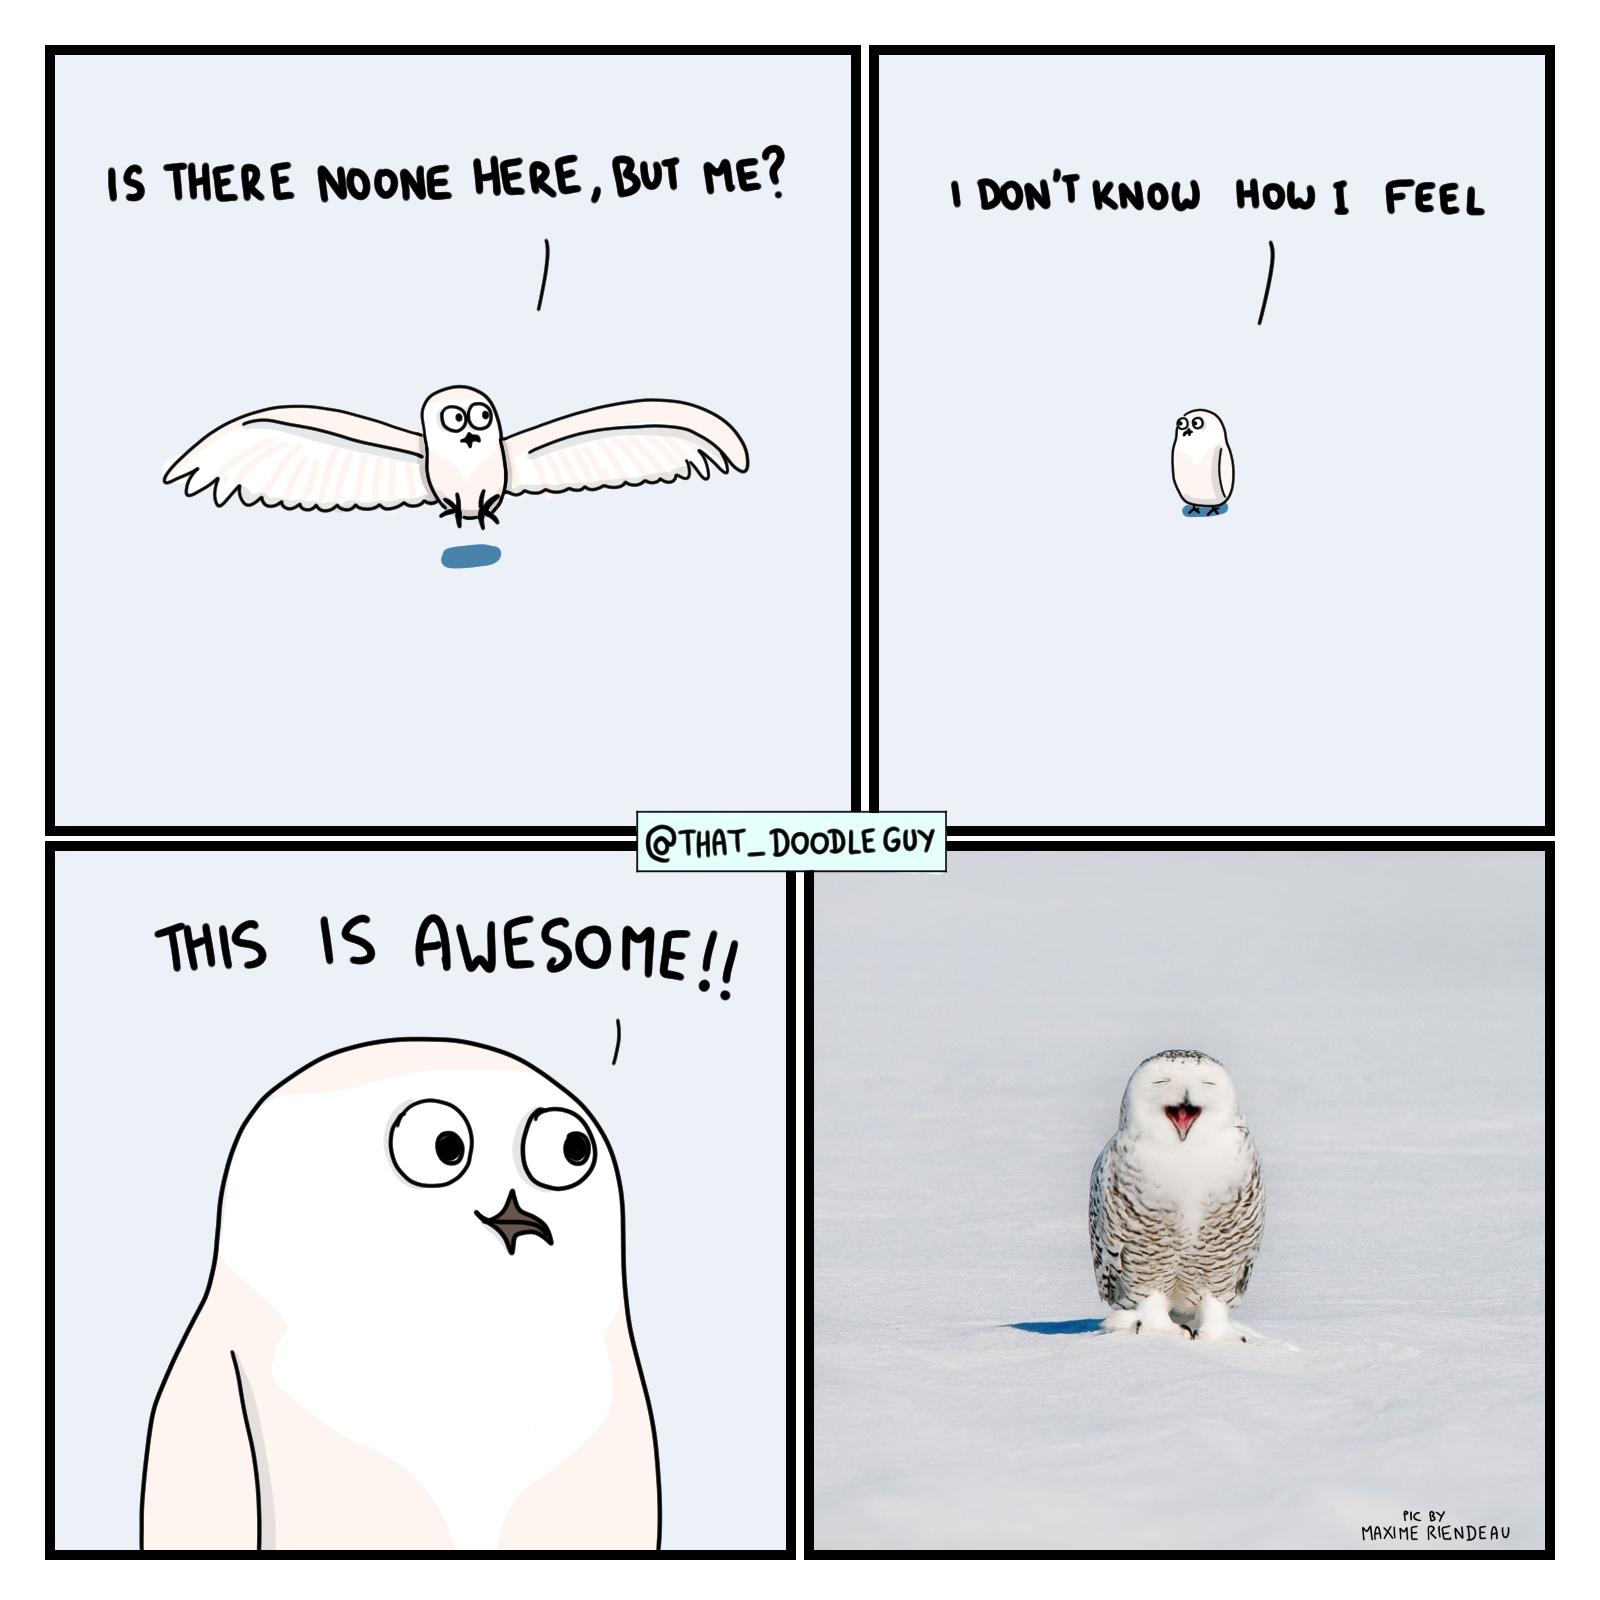 IS THERE NOONE HERE, BUT ME?
I DON'T KNOW HOW I FEEL
@THAT_DOODLE GUY
THIS IS AWESOME!!
PIC BY
MAXIME RIENDEAU